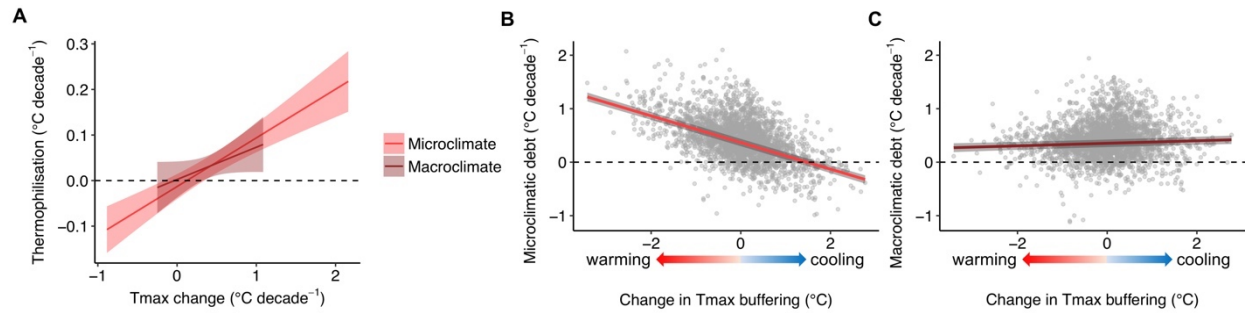 A
Thermophilisation (°C decade⁻¹)
0.3
0.2
0.1
0.0
−0.1
−1
0
1
2
Tmax change (°C decade⁻¹)
Microclimate
Macroclimate
B
Microclimatic debt (°C decade⁻¹)
2
1
0
−1
−2
0
2
warming
cooling
Change in Tmax buffering (°C)
C
Macroclimatic debt (°C decade⁻¹)
2
1
0
−1
−2
0
2
warming
cooling
Change in Tmax buffering (°C)